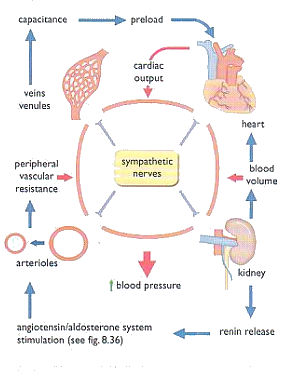 capacitance
preload
cardiac
output
veins
venules
heart
sympathetic
nerves
peripheral
vascular
resistance
blood
volume
arterioles
kidney
↑ blood pressure
angiotensin/aldosterone system
stimulation (see fig. 8.36)
renin release